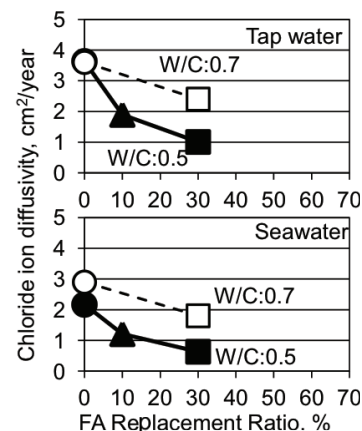 5
Tap water
4
W/C:0.7
3
2
1
W/C:0.5
0
0 10 20 30 40 50 60 70
5
Seawater
4
3
W/C:0.7
2
1
W/C:0.5
0
0 10 20 30 40 50 60 70
Chloride ion diffusivity, cm²/year
FA Replacement Ratio, %